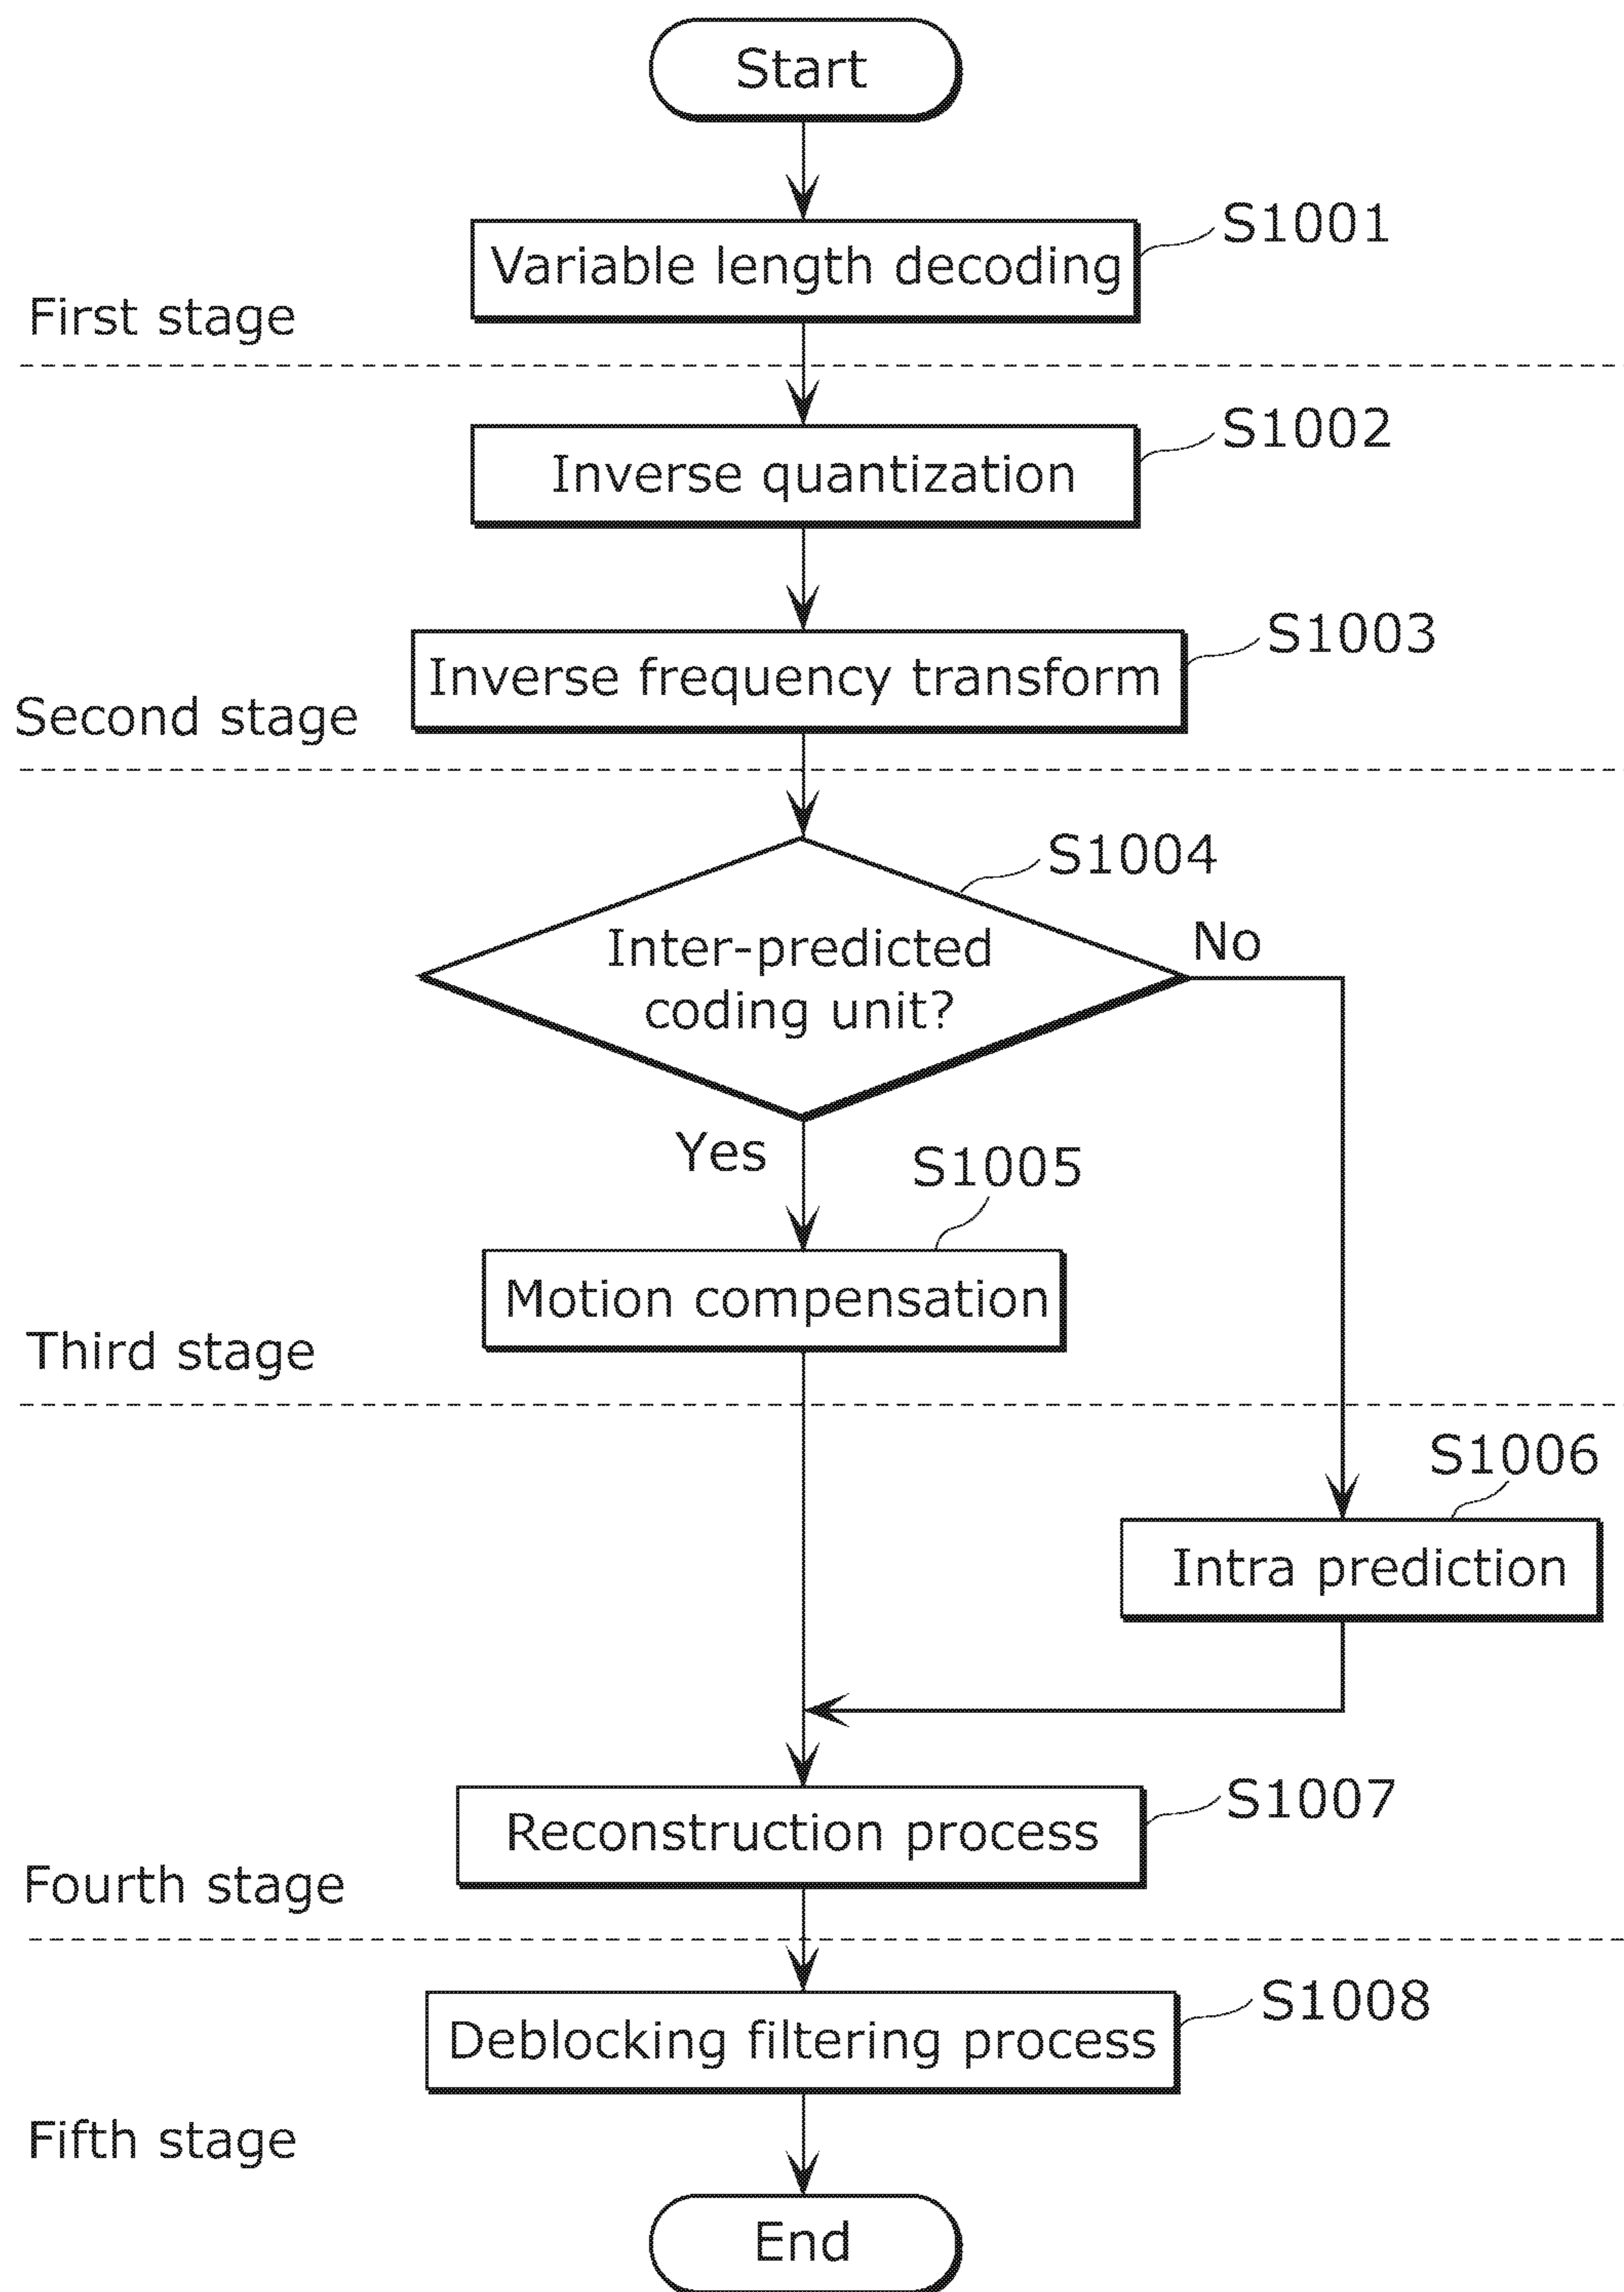 Start
S1001
Variable length decoding
First stage
S1002
Inverse quantization
S1003
Inverse frequency transform
Second stage
S1004
Inter-predicted
coding unit?
No
Yes
S1005
Motion compensation
Third stage
S1006
Intra prediction
S1007
Reconstruction process
Fourth stage
S1008
Deblocking filtering process
Fifth stage
End